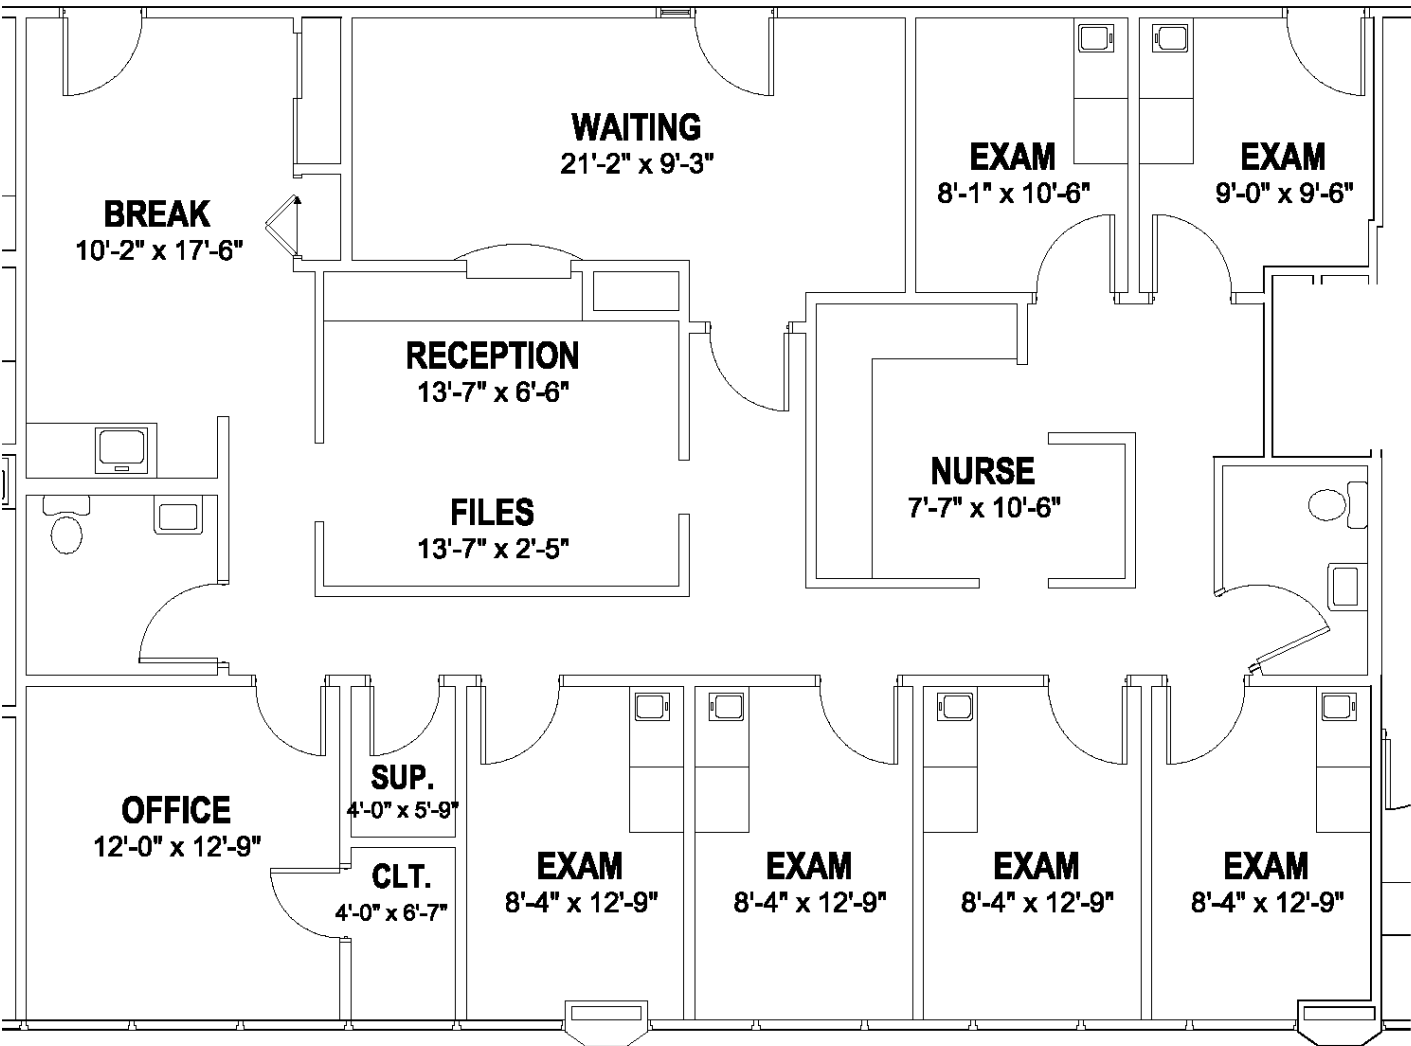 WAITING
21'-2" x 9'-3"
EXAM
8'-1" x 10'-6"
EXAM
9'-0" x 9'-6"
BREAK
10'-2" x 17'-6"
RECEPTION
13'-7" x 6'-6"
NURSE
7'-7" x 10'-6"
FILES
13'-7" x 2'-5"
OFFICE
12'-0" x 12'-9"
SUP.
4'-0" x 5'-9"
CLT.
4'-0" x 6'-7"
EXAM
8'-4" x 12'-9"
EXAM
8'-4" x 12'-9"
EXAM
8'-4" x 12'-9"
EXAM
8'-4" x 12'-9"